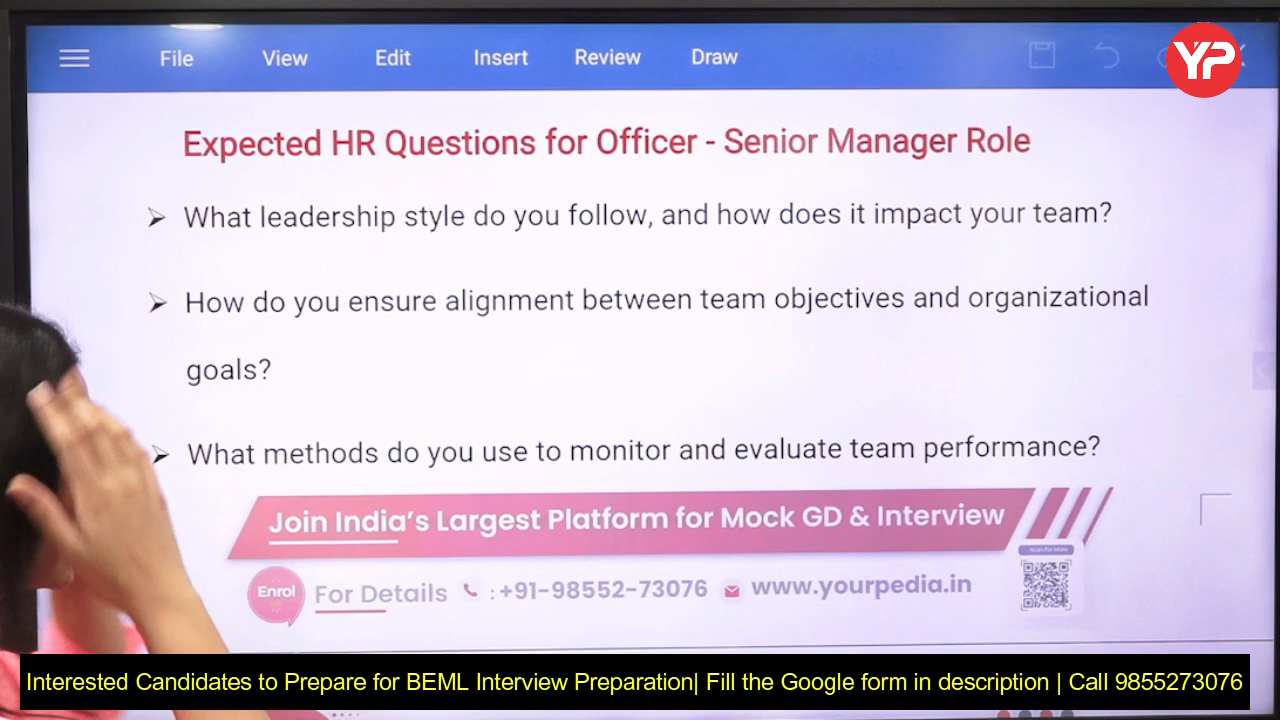 File View Edit Insert Review Draw
YP
Expected HR Questions for Officer - Senior Manager Role
➢ What leadership style do you follow, and how does it impact your team?
➢ How do you ensure alignment between team objectives and organizational
goals?
➢ What methods do you use to monitor and evaluate team performance?
Join India's Largest Platform for Mock GD & Interview
Scan for More
Enrol
For Details : +91-98552-73076 www.yourpedia.in
Interested Candidates to Prepare for BEML Interview Preparation| Fill the Google form in description | Call 9855273076